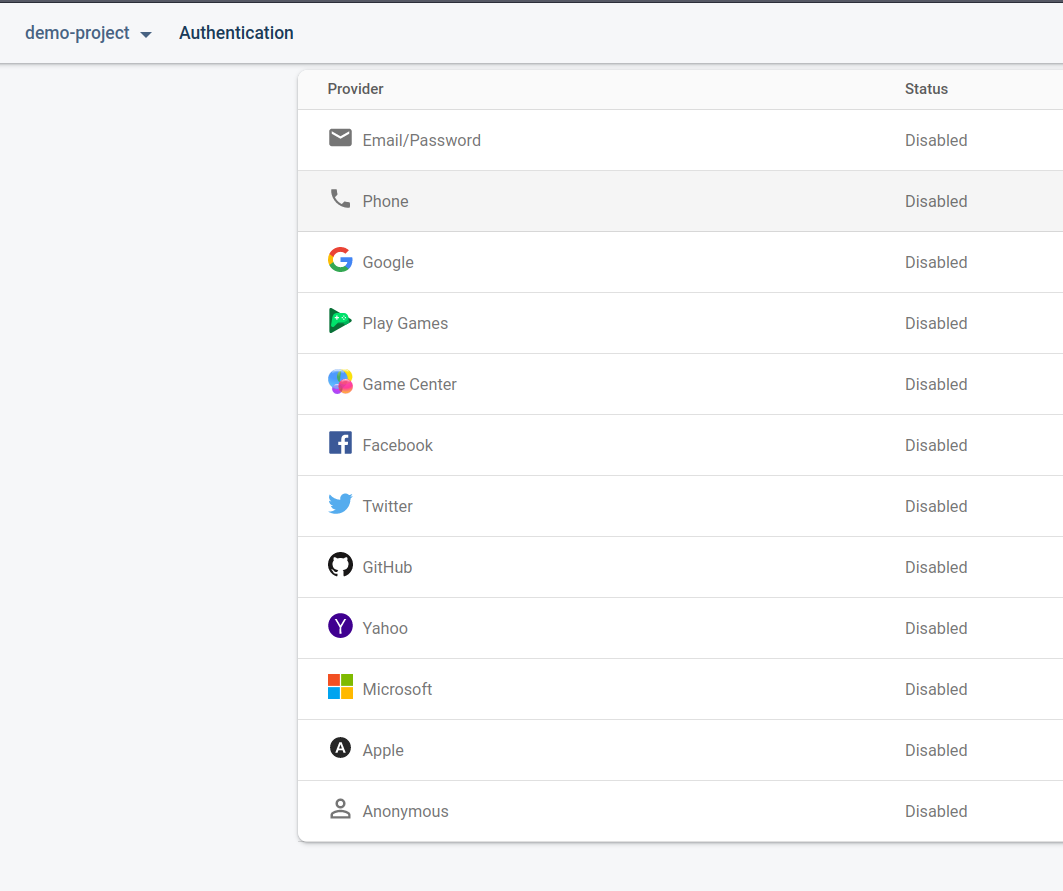 demo-project Authentication
Provider Status
Email/Password Disabled
Phone Disabled
Google Disabled
Play Games Disabled
Game Center Disabled
Facebook Disabled
Twitter Disabled
GitHub Disabled
Yahoo Disabled
Microsoft Disabled
Apple Disabled
Anonymous Disabled